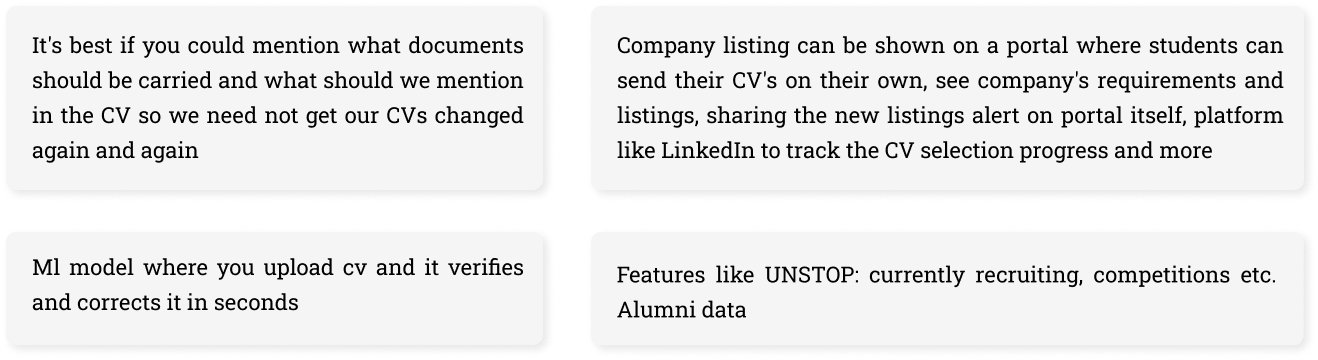 It's best if you could mention what documents
should be carried and what should we mention
in the CV so we need not get our CVs changed
again and again
Company listing can be shown on a portal where students can
send their CV's on their own, see company's requirements and
listings, sharing the new listings alert on portal itself, platform
like LinkedIn to track the CV selection progress and more
Ml model where you upload cv and it verifies
and corrects it in seconds
Features like UNSTOP: currently recruiting, competitions etc.
Alumni data